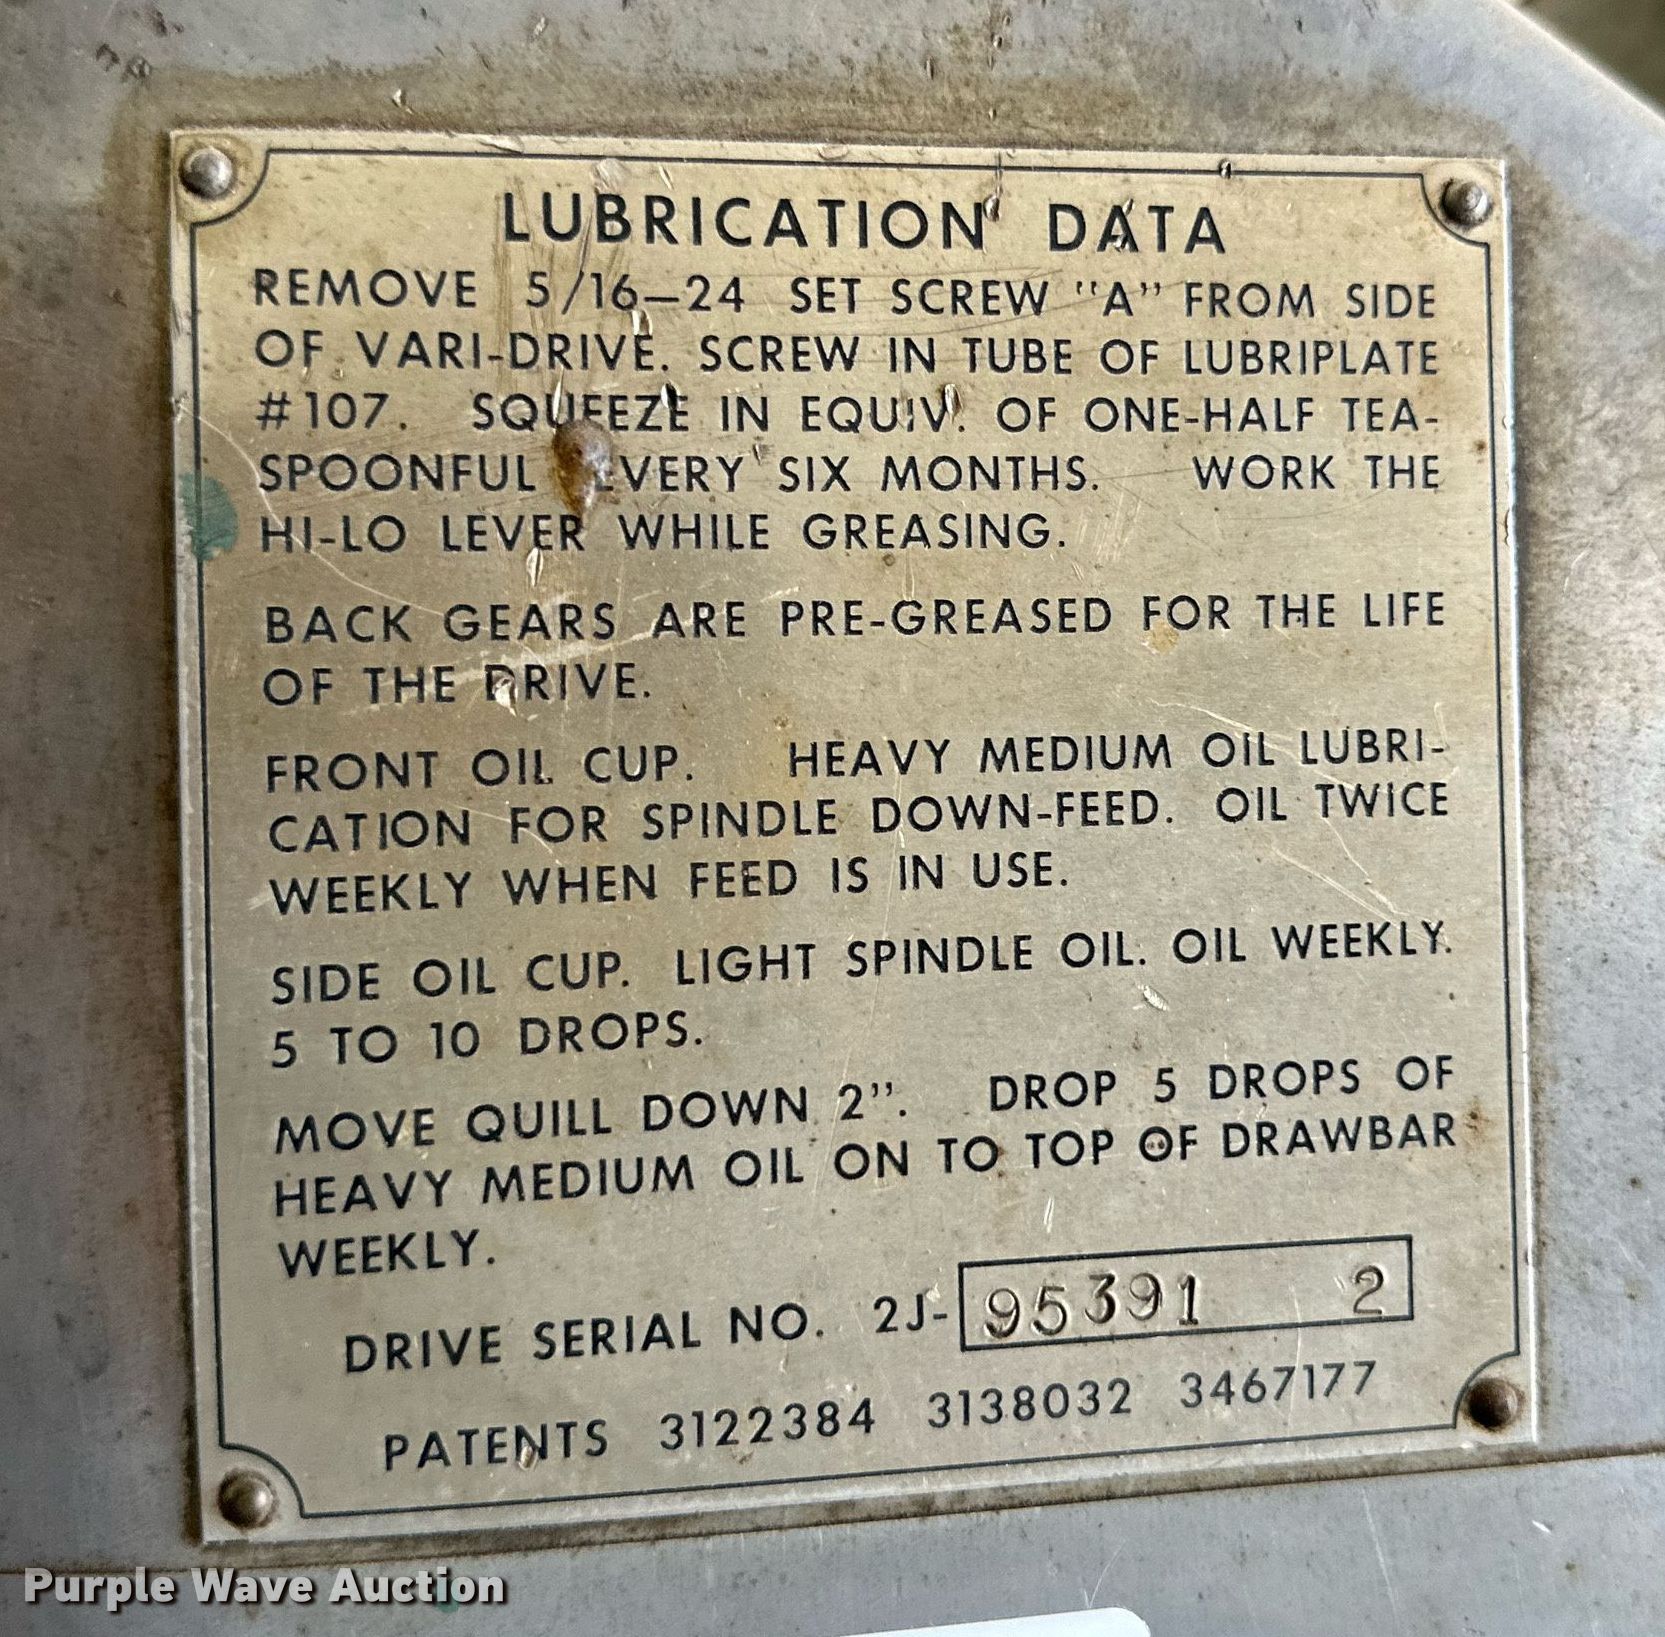 LUBRICATION DATA
REMOVE 5/16-24 SET SCREW "A" FROM SIDE
OF VARI-DRIVE. SCREW IN TUBE OF LUBRIPLATE
#107. SQUEEZE IN EQUIV. OF ONE-HALF TEA-
SPOONFUL EVERY SIX MONTHS. WORK THE
HI-LO LEVER WHILE GREASING.
BACK GEARS ARE PRE-GREASED FOR THE LIFE
OF THE DRIVE.
FRONT OIL CUP. HEAVY MEDIUM OIL LUBRI-
CATION FOR SPINDLE DOWN-FEED. OIL TWICE
WEEKLY WHEN FEED IS IN USE.
SIDE OIL CUP. LIGHT SPINDLE OIL. OIL WEEKLY.
5 TO 10 DROPS.
MOVE QUILL DOWN 2". DROP 5 DROPS OF
HEAVY MEDIUM OIL ON TO TOP OF DRAWBAR
WEEKLY.
DRIVE SERIAL NO. 2J-95391 2
PATENTS 3122384 3138032 3467177
Purple Wave Auction